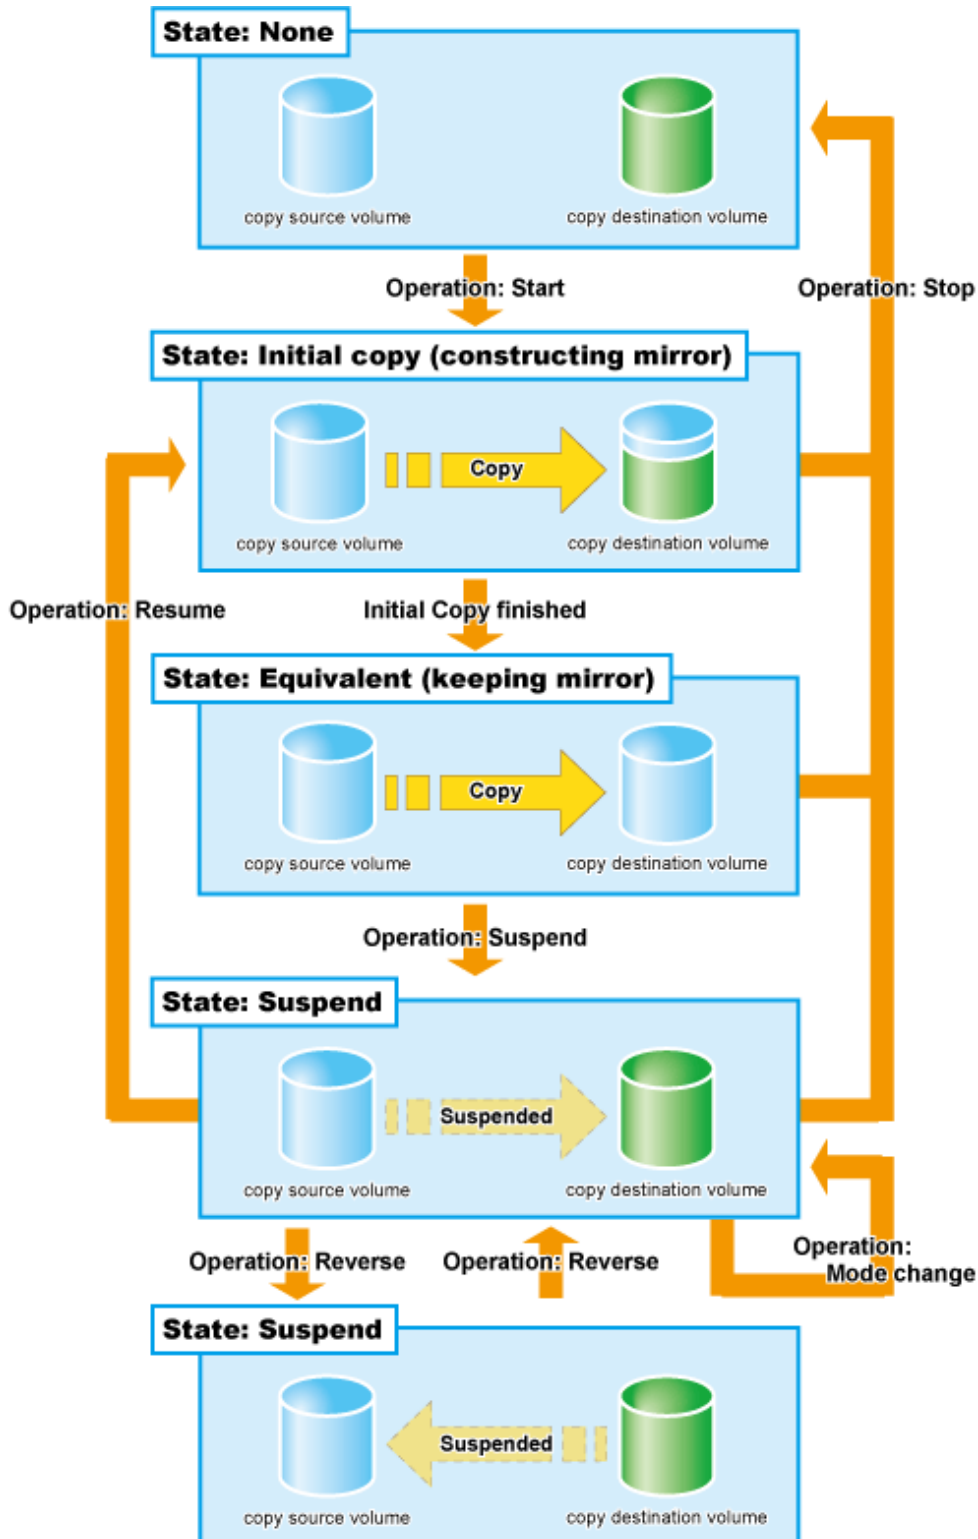 State: None
copy source volume
copy destination volume
Operation: Start
Operation: Stop
State: Initial copy (constructing mirror)
Copy
copy source volume
copy destination volume
Operation: Resume
Initial Copy finished
State: Equivalent (keeping mirror)
Copy
copy source volume
copy destination volume
Operation: Suspend
State: Suspend
Suspended
copy source volume
copy destination volume
Operation: Reverse
Operation: Reverse
Operation:
Mode change
State: Suspend
Suspended
copy source volume
copy destination volume